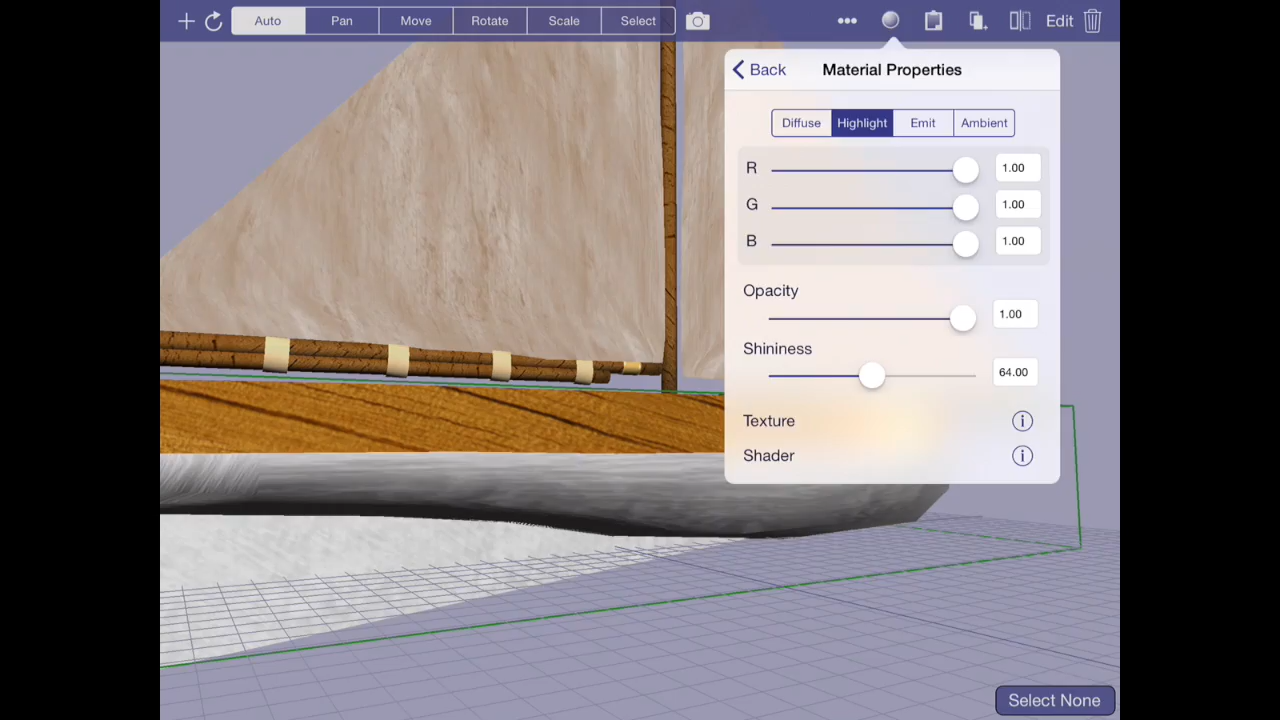 Auto Pan Move Rotate Scale Select Edit
Back Material Properties
Diffuse Highlight Emit Ambient
R 1.00
G 1.00
B 1.00
Opacity
1.00
Shininess
64.00
Texture
Shader
Select None